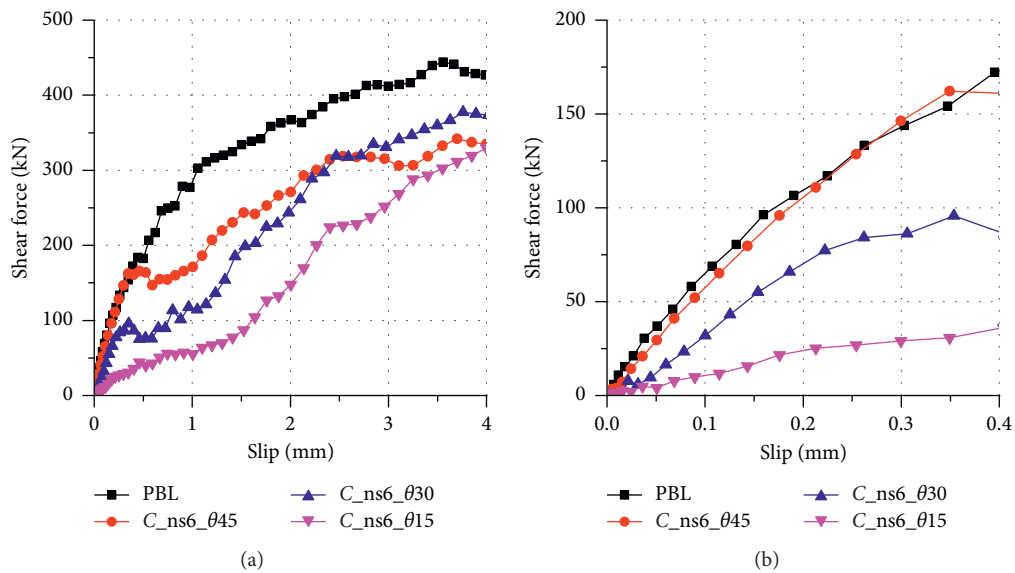 500
400
300
200
100
0
Shear force (kN)
0 1 2 3 4
Slip (mm)
PBL
C_ns6_θ45
C_ns6_θ30
C_ns6_θ15
(a)
200
150
100
50
0
Shear force (kN)
0.0 0.1 0.2 0.3 0.4
Slip (mm)
PBL
C_ns6_θ45
C_ns6_θ30
C_ns6_θ15
(b)